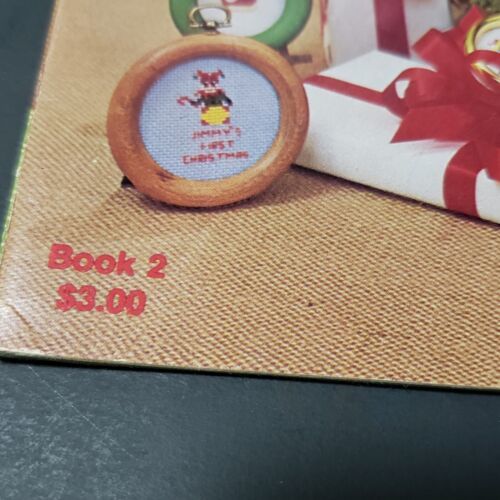 JIMMY'S
FIRST
CHRISTMAS
Book 2
$3.00